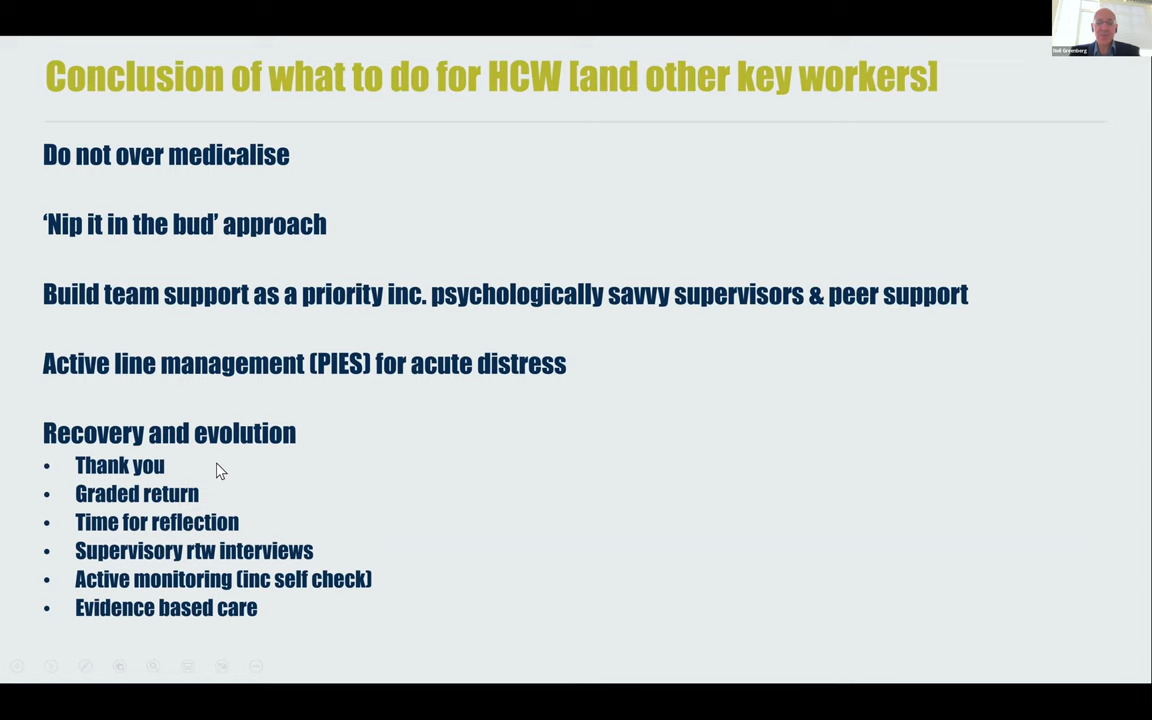 Neil Greenberg
Conclusion of what to do for HCW [and other key workers]
Do not over medicalise
‘Nip it in the bud’ approach
Build team support as a priority inc. psychologically savvy supervisors & peer support
Active line management (PIES) for acute distress
Recovery and evolution
• Thank you
• Graded return
• Time for reflection
• Supervisory rtw interviews
• Active monitoring (inc self check)
• Evidence based care